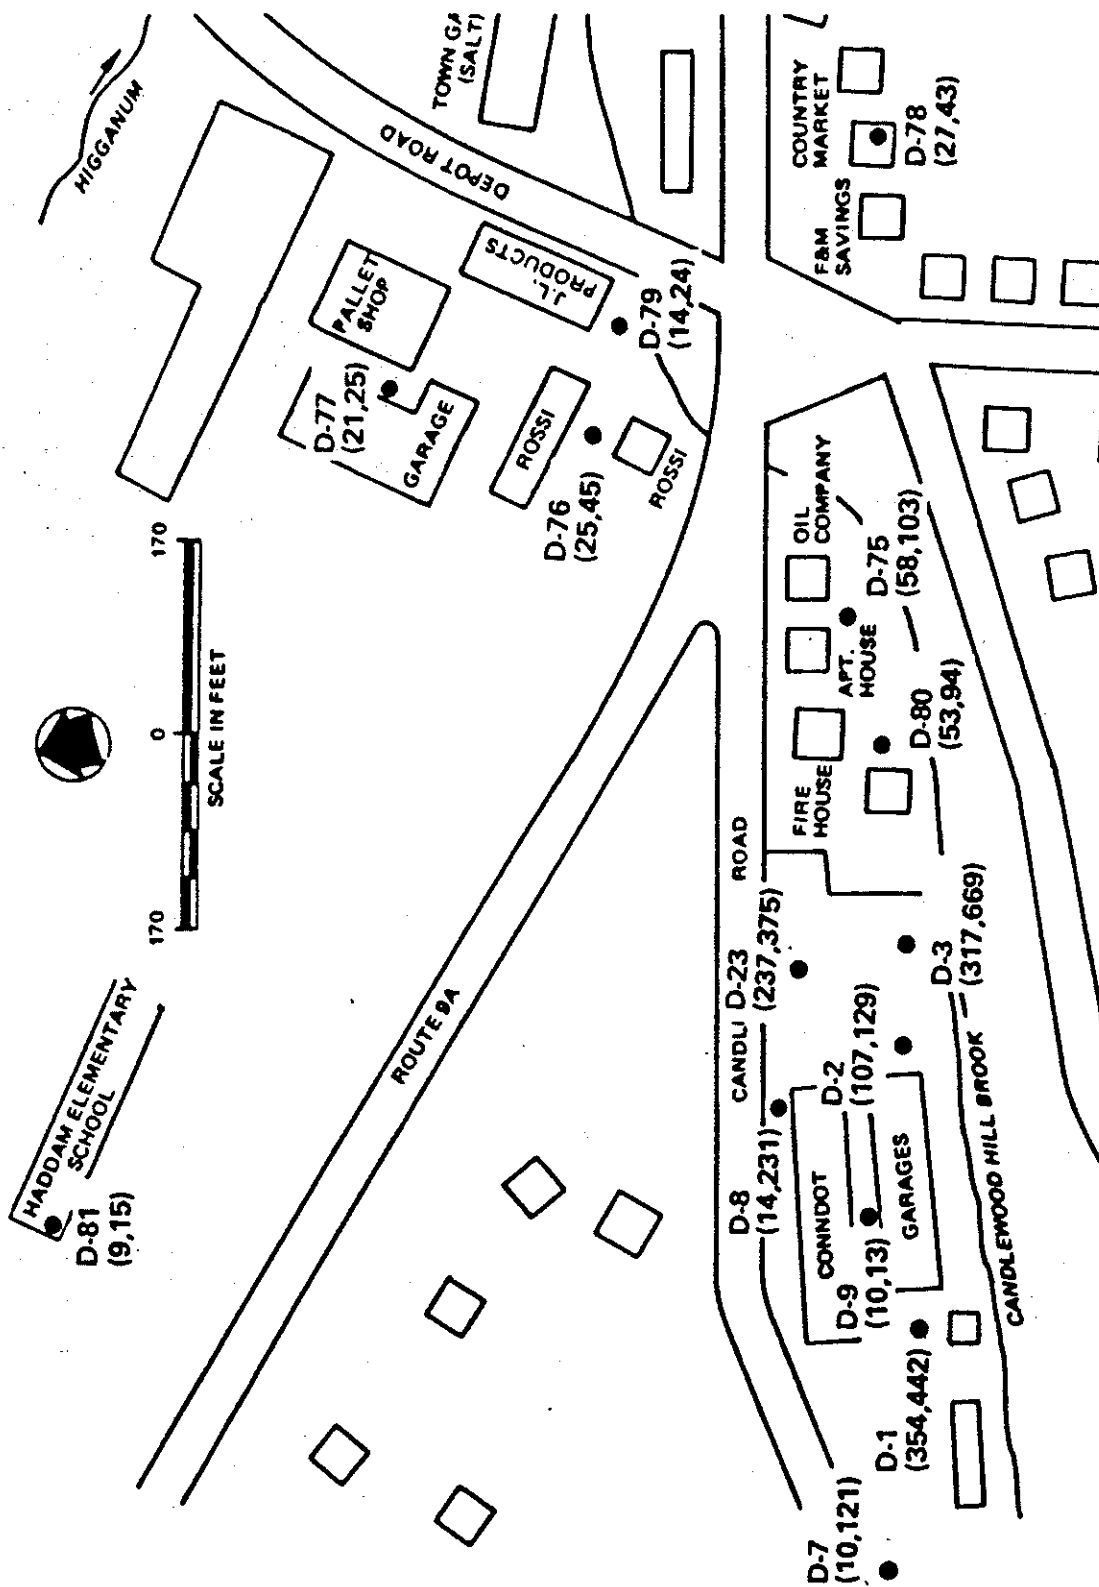 HIGGANUM
TOWN GA
(SALT)
DEPOT ROAD
COUNTRY
MARKET
D-78
(27,43)
F&M
SAVINGS
PALLET
SHOP
J.L.
PRODUCTS
D-79
(14,24)
D-77
(21,25)
GARAGE
ROSSI
ROSSI
D-76
(25,45)
OIL
COMPANY
D-75
(58,103)
APT.
HOUSE
D-80
(53,94)
FIRE
HOUSE
170
0
170
SCALE IN FEET
HADDAM ELEMENTARY
SCHOOL
D-81
(9,15)
ROUTE 9A
CANDL
ROAD
D-23
(237,375)
D-3
(317,669)
D-2
(107,129)
D-8
(14,231)
CONNDOT
GARAGES
D-9
(10,13)
CANDLEWOOD HILL BROOK
D-1
(354,442)
D-7
(10,121)